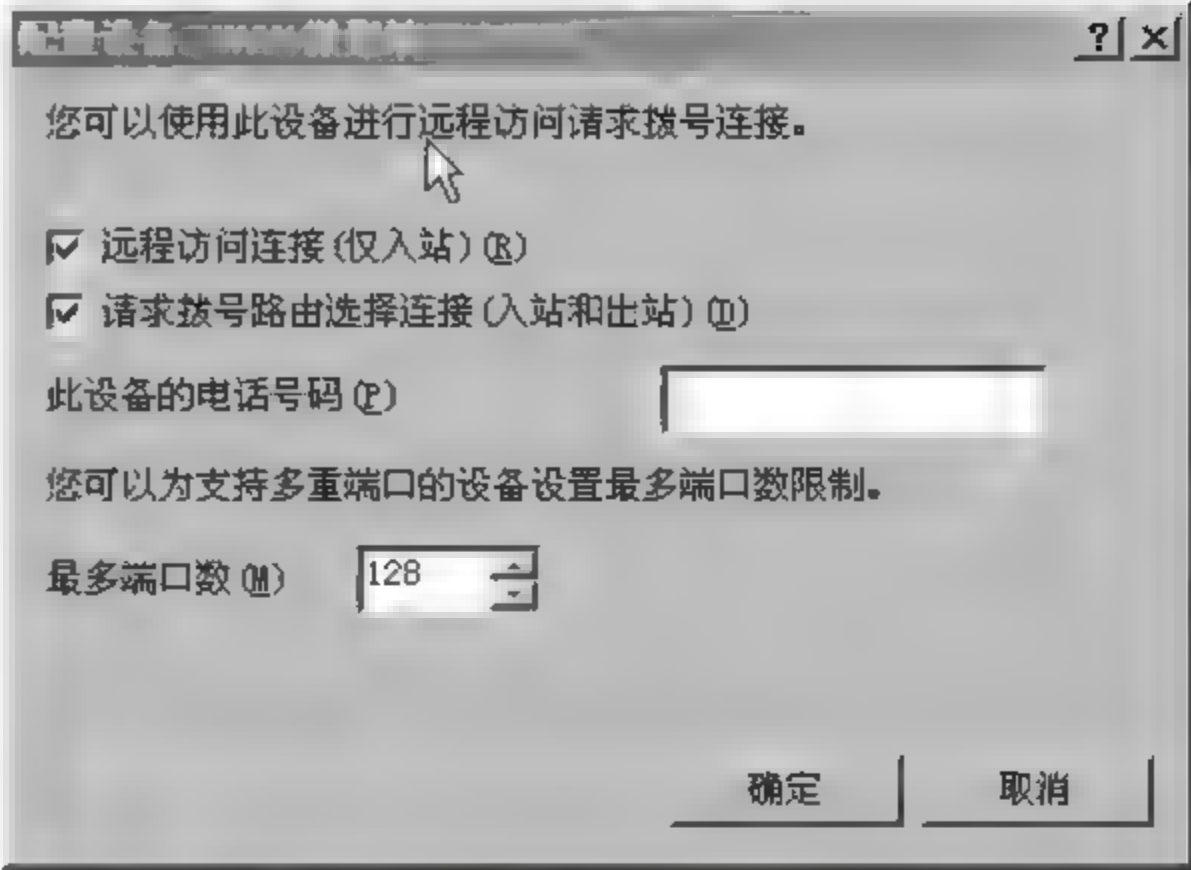 您可以使用此设备进行远程访问请求拨号连接。
远程访问连接(仅入站)(R)
请求拨号路由选择连接(入站和出站)(D)
此设备的电话号码(P)
您可以为支持多重端口的设备设置最多端口数限制。
最多端口数(M) 128
确定 取消